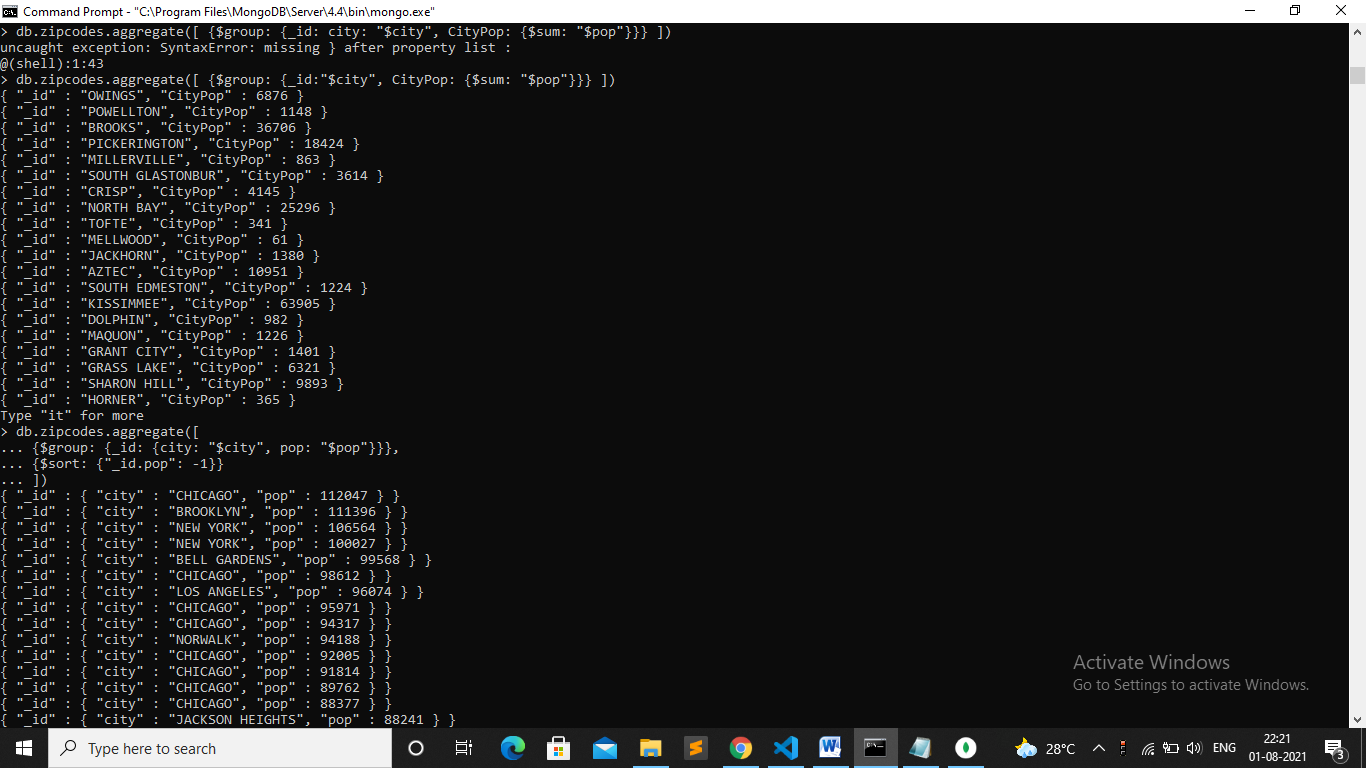 Command Prompt - "C:\Program Files\MongoDB\Server\4.4\bin\mongo.exe"
> db.zipcodes.aggregate([ {$group: {_id: city: "$city", CityPop: {$sum: "$pop"}}} ])
uncaught exception: SyntaxError: missing } after property list :
@(shell):1:43
> db.zipcodes.aggregate([ {$group: {_id:"$city", CityPop: {$sum: "$pop"}}} ])
{ "_id" : "OWINGS", "CityPop" : 6876 }
{ "_id" : "POWELLTON", "CityPop" : 1148 }
{ "_id" : "BROOKS", "CityPop" : 36706 }
{ "_id" : "PICKERINGTON", "CityPop" : 18424 }
{ "_id" : "MILLERVILLE", "CityPop" : 863 }
{ "_id" : "SOUTH GLASTONBUR", "CityPop" : 3614 }
{ "_id" : "CRISP", "CityPop" : 4145 }
{ "_id" : "NORTH BAY", "CityPop" : 25296 }
{ "_id" : "TOFTE", "CityPop" : 341 }
{ "_id" : "MELLWOOD", "CityPop" : 61 }
{ "_id" : "JACKHORN", "CityPop" : 1380 }
{ "_id" : "AZTEC", "CityPop" : 10951 }
{ "_id" : "SOUTH EDMESTON", "CityPop" : 1224 }
{ "_id" : "KISSIMMEE", "CityPop" : 63905 }
{ "_id" : "DOLPHIN", "CityPop" : 982 }
{ "_id" : "MAQUON", "CityPop" : 1226 }
{ "_id" : "GRANT CITY", "CityPop" : 1401 }
{ "_id" : "GRASS LAKE", "CityPop" : 6321 }
{ "_id" : "SHARON HILL", "CityPop" : 9893 }
{ "_id" : "HORNER", "CityPop" : 365 }
Type "it" for more
> db.zipcodes.aggregate([
... {$group: {_id: {city: "$city", pop: "$pop"}}},
... {$sort: {"_id.pop": -1}}
... ])
{ "_id" : { "city" : "CHICAGO", "pop" : 112047 } }
{ "_id" : { "city" : "BROOKLYN", "pop" : 111396 } }
{ "_id" : { "city" : "NEW YORK", "pop" : 106564 } }
{ "_id" : { "city" : "NEW YORK", "pop" : 100027 } }
{ "_id" : { "city" : "BELL GARDENS", "pop" : 99568 } }
{ "_id" : { "city" : "CHICAGO", "pop" : 98612 } }
{ "_id" : { "city" : "LOS ANGELES", "pop" : 96074 } }
{ "_id" : { "city" : "CHICAGO", "pop" : 95971 } }
{ "_id" : { "city" : "CHICAGO", "pop" : 94317 } }
{ "_id" : { "city" : "NORWALK", "pop" : 94188 } }
{ "_id" : { "city" : "CHICAGO", "pop" : 92005 } }
{ "_id" : { "city" : "CHICAGO", "pop" : 91814 } }
{ "_id" : { "city" : "CHICAGO", "pop" : 89762 } }
{ "_id" : { "city" : "CHICAGO", "pop" : 88377 } }
{ "_id" : { "city" : "JACKSON HEIGHTS", "pop" : 88241 } }
Activate Windows
Go to Settings to activate Windows.
Type here to search
28°C
ENG
22:21
01-08-2021
3